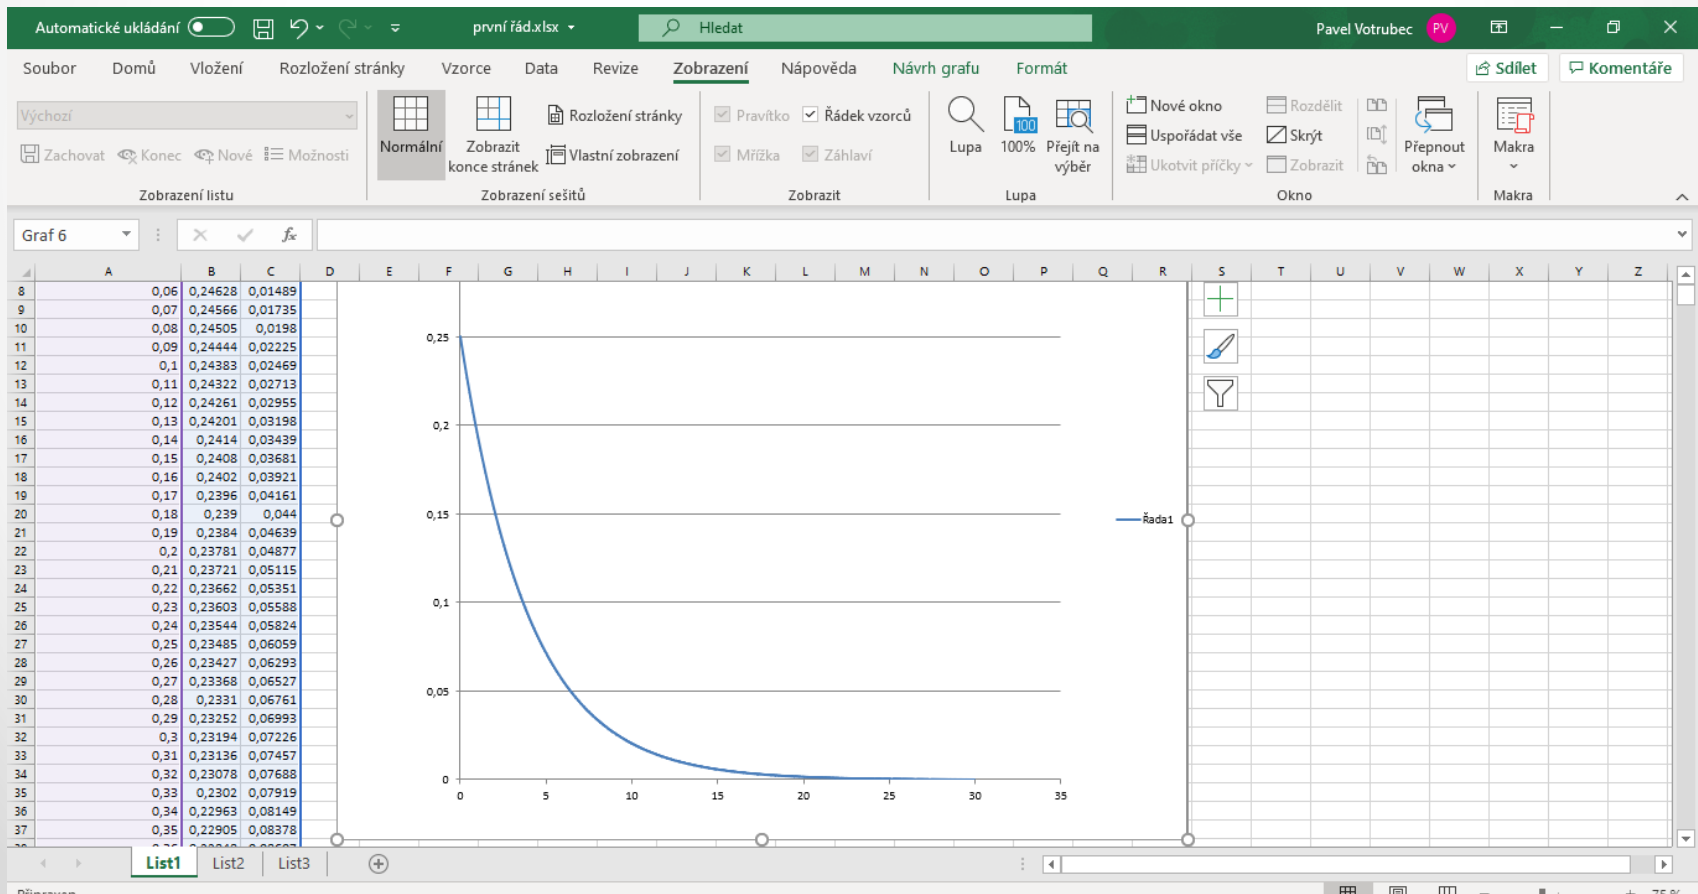 Automatické ukládání
první řád.xlsx
Hledat
Pavel Votrubec PV
Soubor Domů Vložení Rozložení stránky Vzorce Data Revize Zobrazení Nápověda Návrh grafu Formát Sdílet Komentáře
Výchozí
Zachovat Konec Nové Možnosti
Zobrazení listu
Normální
Zobrazit konce stránek
Rozložení stránky
Vlastní zobrazení
Zobrazení sešitů
Pravítko Řádek vzorců
Mřížka Záhlaví
Zobrazit
Lupa 100% Přejít na výběr
100
Lupa
Nové okno
Uspořádat vše
Ukotvit příčky
Rozdělit
Skrýt
Zobrazit
Přepnout okna
Okno
Makra
Makra
Graf 6 fx
A B C D E F G H I J K L M N O P Q R S T U V W X Y Z
8 0,06 0,24628 0,01489
9 0,07 0,24566 0,01735
10 0,08 0,24505 0,0198
11 0,09 0,24444 0,02225
12 0,1 0,24383 0,02469
13 0,11 0,24322 0,02713
14 0,12 0,24261 0,02955
15 0,13 0,24201 0,03198
16 0,14 0,2414 0,03439
17 0,15 0,2408 0,03681
18 0,16 0,2402 0,03921
19 0,17 0,2396 0,04161
20 0,18 0,239 0,044
21 0,19 0,2384 0,04639
22 0,2 0,23781 0,04877
23 0,21 0,23721 0,05115
24 0,22 0,23662 0,05351
25 0,23 0,23603 0,05588
26 0,24 0,23544 0,05824
27 0,25 0,23485 0,06059
28 0,26 0,23427 0,06293
29 0,27 0,23368 0,06527
30 0,28 0,2331 0,06761
31 0,29 0,23252 0,06993
32 0,3 0,23194 0,07226
33 0,31 0,23136 0,07457
34 0,32 0,23078 0,07688
35 0,33 0,2302 0,07919
36 0,34 0,22963 0,08149
37 0,35 0,22905 0,08378
0,25
0,2
0,15
0,1
0,05
0
0 5 10 15 20 25 30 35
Řada1
List1 List2 List3
Připraven
75 %